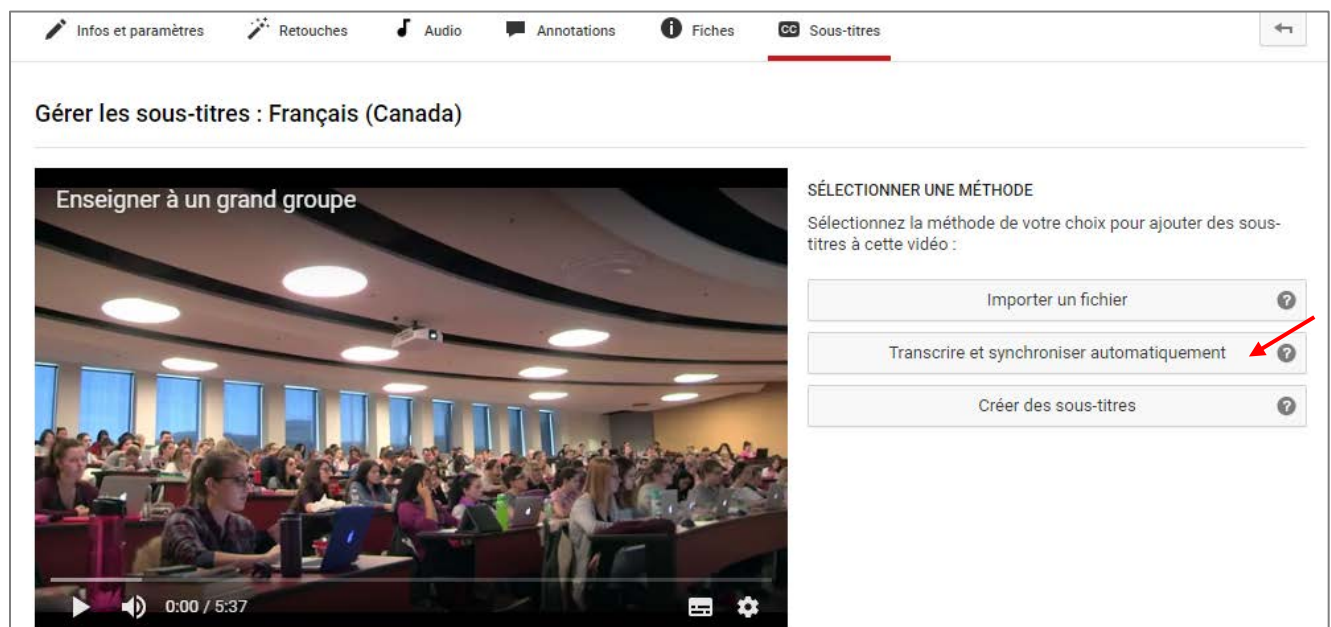 Infos et paramètres Retouches Audio Annotations Fiches CC Sous-titres
Gérer les sous-titres : Français (Canada)
Enseigner à un grand groupe
SÉLECTIONNER UNE MÉTHODE
Sélectionnez la méthode de votre choix pour ajouter des sous-
titres à cette vidéo :
Importer un fichier ?
Transcrire et synchroniser automatiquement ?
Créer des sous-titres ?
0:00 / 5:37